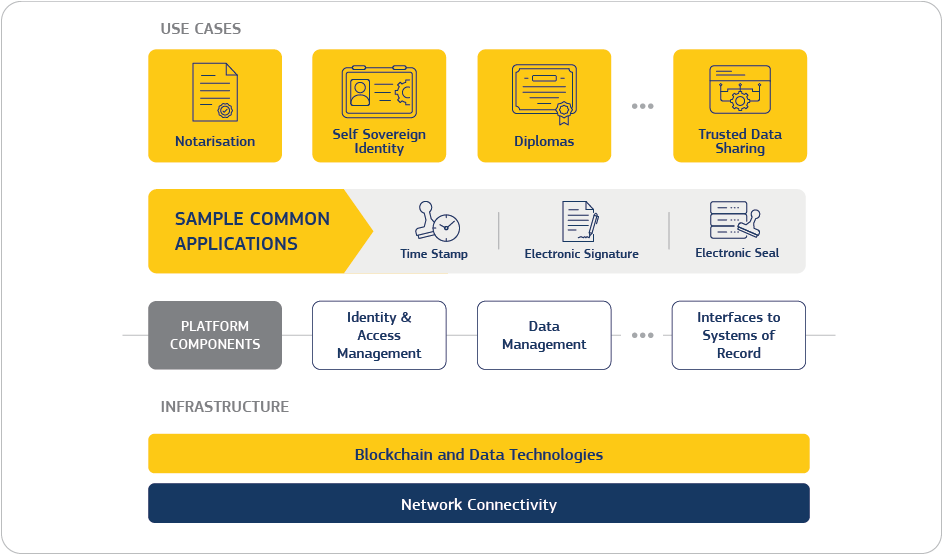 USE CASES
Notarisation
Self Sovereign
Identity
Diplomas
Trusted Data
Sharing
SAMPLE COMMON
APPLICATIONS
Time Stamp
Electronic Signature
Electronic Seal
PLATFORM
COMPONENTS
Identity &
Access
Management
Data
Management
Interfaces to
Systems of
Record
INFRASTRUCTURE
Blockchain and Data Technologies
Network Connectivity